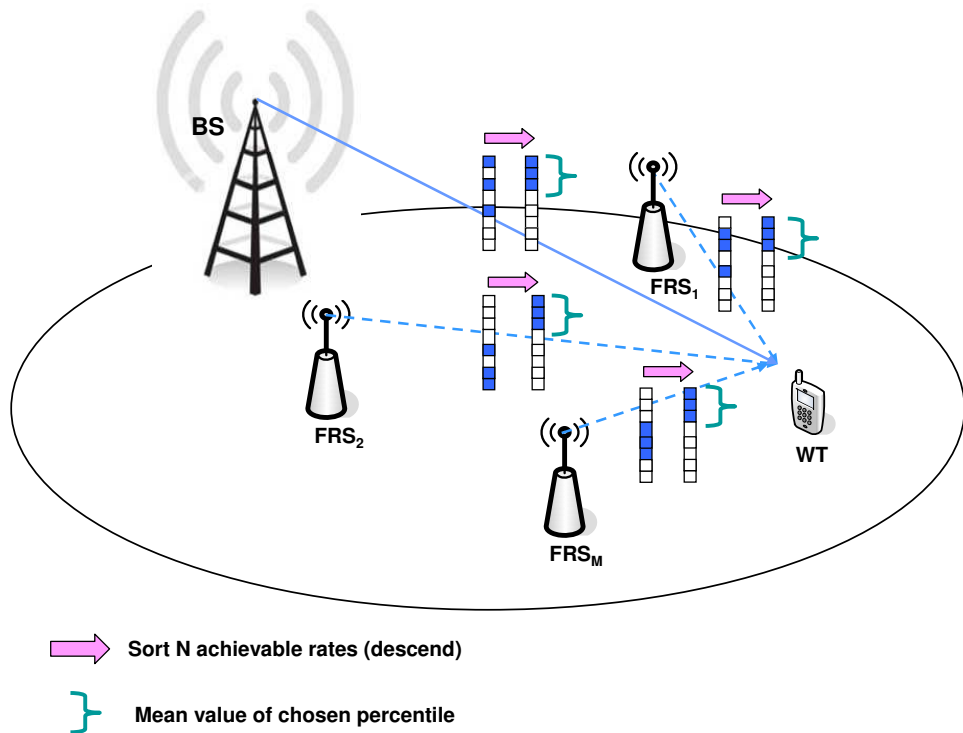 BS
FRS1
FRS2
WT
FRSM
Sort N achievable rates (descend)
Mean value of chosen percentile